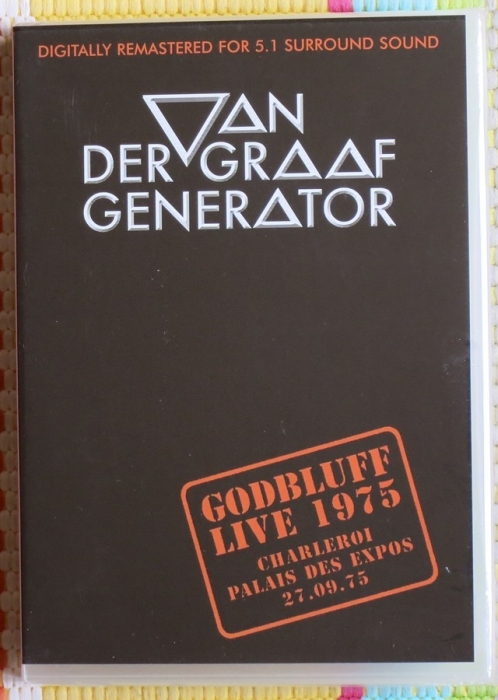 DIGITALLY REMASTERED FOR 5.1 SURROUND SOUND
VAN
DER GRAAF
GENERATOR
GODBLUFF
LIVE 1975
CHARLEROI
PALAIS DES EXPOS
27.09.75